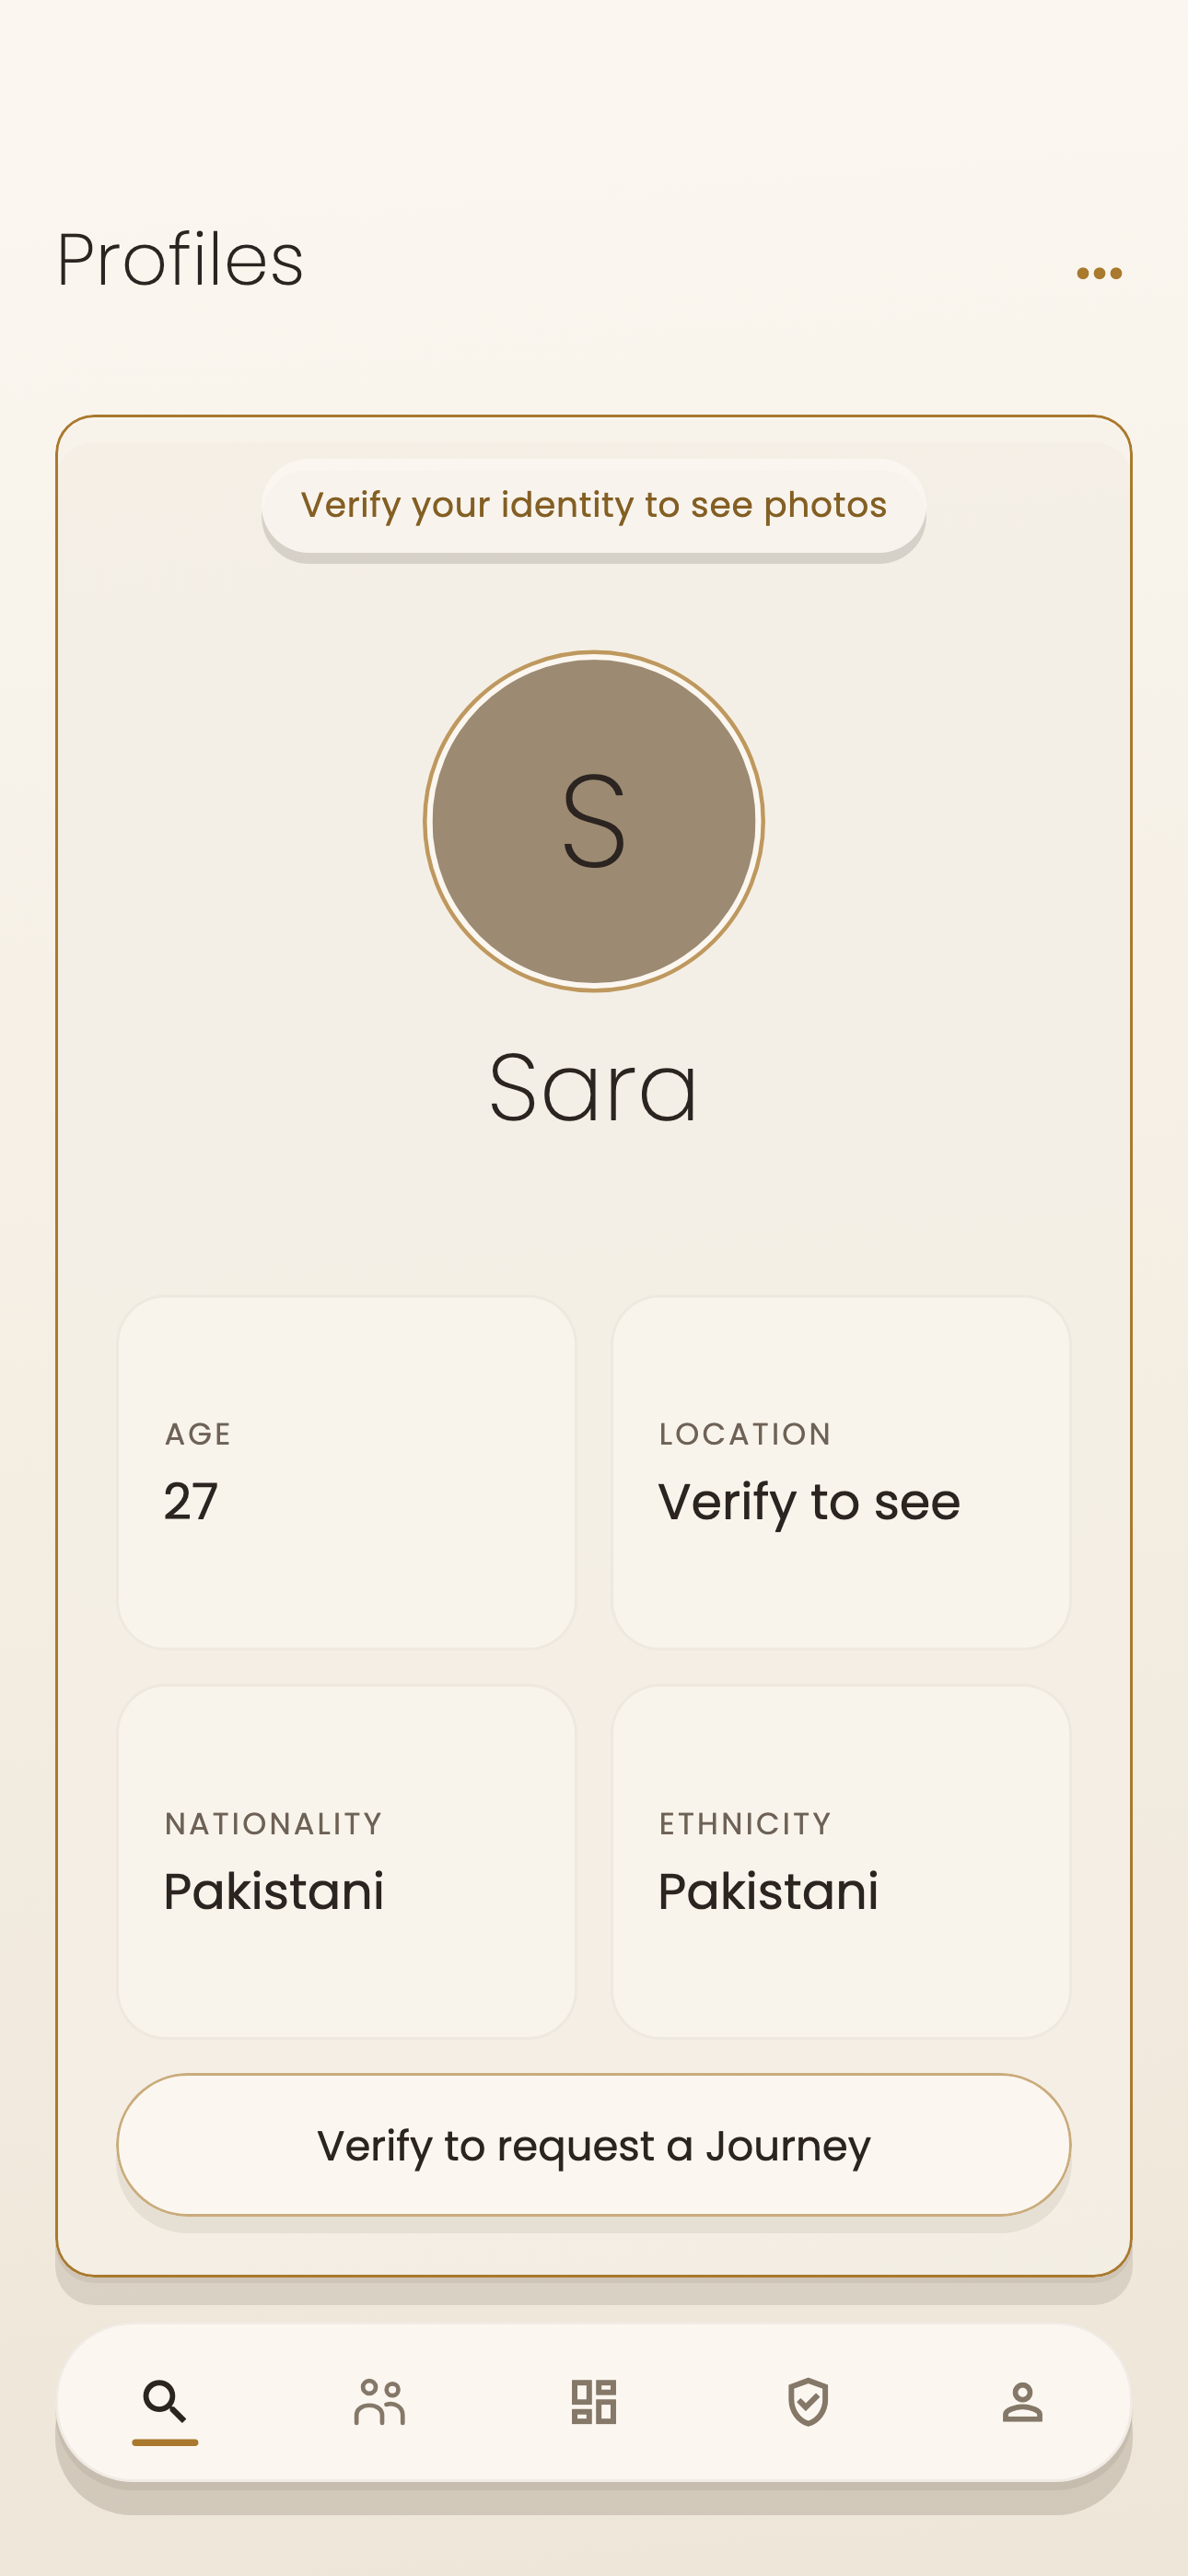 Profiles
Verify your identity to see photos
S
Sara
AGE
27
LOCATION
Verify to see
NATIONALITY
Pakistani
ETHNICITY
Pakistani
Verify to request a Journey